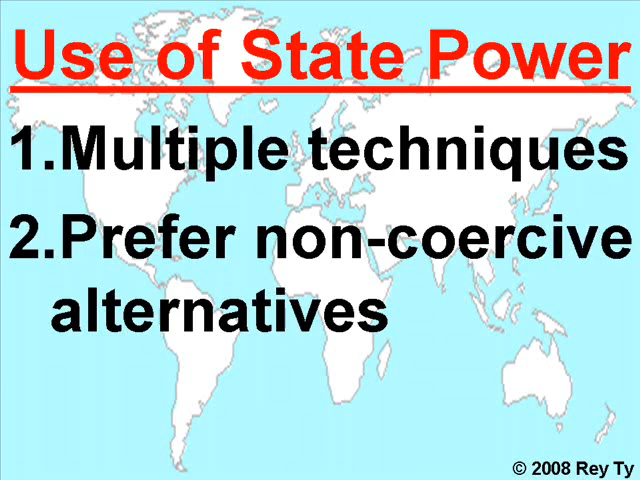 Use of State Power
1.Multiple techniques
2.Prefer non-coercive
alternatives
© 2008 Rey Ty